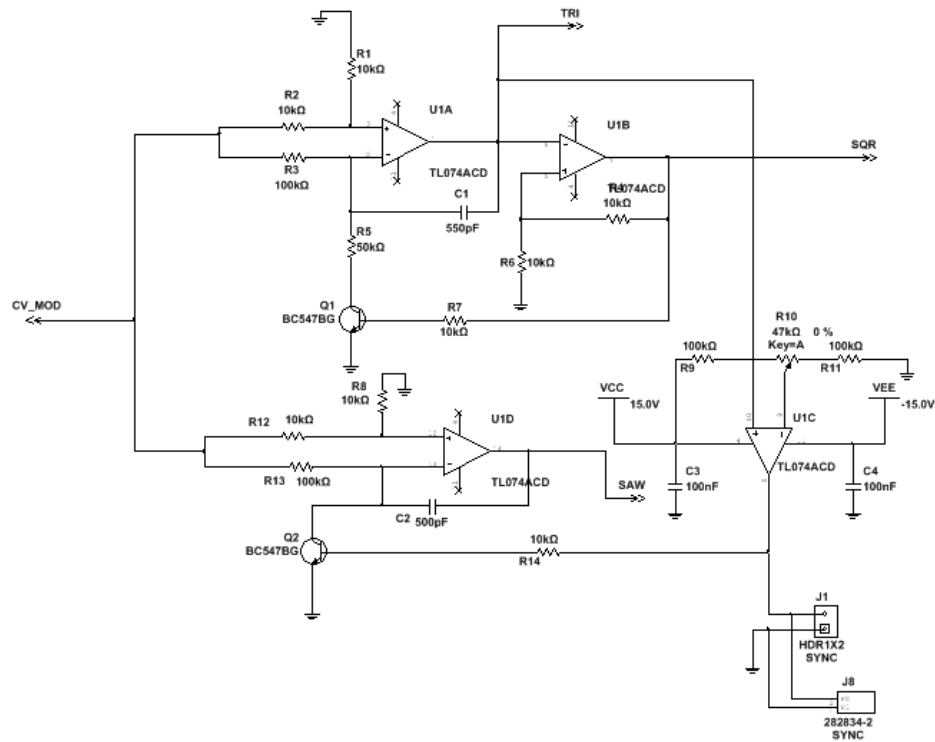 TRI
R1
10kΩ
R2
10kΩ
U1A
U1B
SQR
R3
100kΩ
TL074ACD
TL074ACD
10kΩ
C1
550pF
R5
50kΩ
R6
10kΩ
CV_MOD
Q1
BC547BG
R7
10kΩ
R10
47kΩ
0 %
Key=A
100kΩ
R9
100kΩ
R11
R8
10kΩ
VCC
15.0V
VEE
-15.0V
R12
10kΩ
U1D
U1C
R13
100kΩ
TL074ACD
TL074ACD
C3
100nF
C4
100nF
SAW
C2
500pF
Q2
BC547BG
10kΩ
R14
J1
HDR1X2
SYNC
J8
282834-2
SYNC